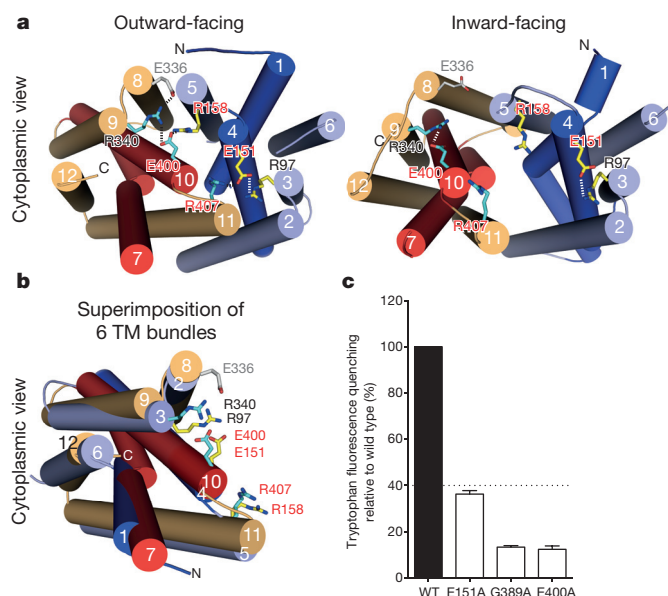 a
Outward-facing
Inward-facing
Cytoplasmic view
N
E336
8
5
1
R158
9
R340
4
6
E151
E400
R97
12
C
10
3
R407
11
2
7
E336
8
1
5
R158
6
4
E151
C
9
R340
R97
E400
3
12
10
2
R407
11
7
b
Superimposition of
6 TM bundles
Cytoplasmic view
8
2
E336
9
3
R340
R97
12
6
C
E400
E151
10
4
R407
R158
11
5
1
7
N
c
Tryptophan fluorescence quenching
relative to wild type (%)
120
100
80
60
40
20
0
WT E151A G389A E400A